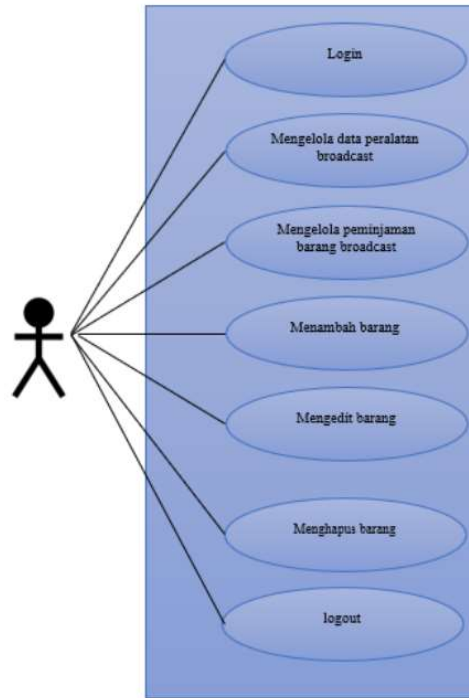 Login
Mengelola data peralatan
broadcast
Mengelola peminjaman
barang broadcast
Menambah barang
Mengedit barang
Menghapus barang
logout